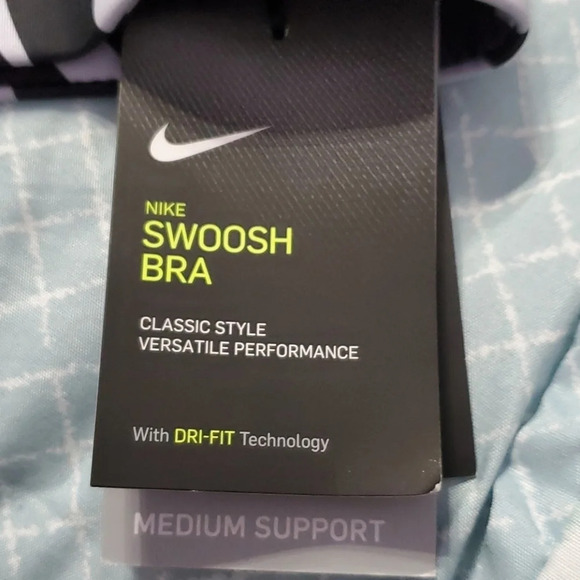 NIKE
SWOOSH
BRA
CLASSIC STYLE
VERSATILE PERFORMANCE
With DRI-FIT Technology
MEDIUM SUPPORT